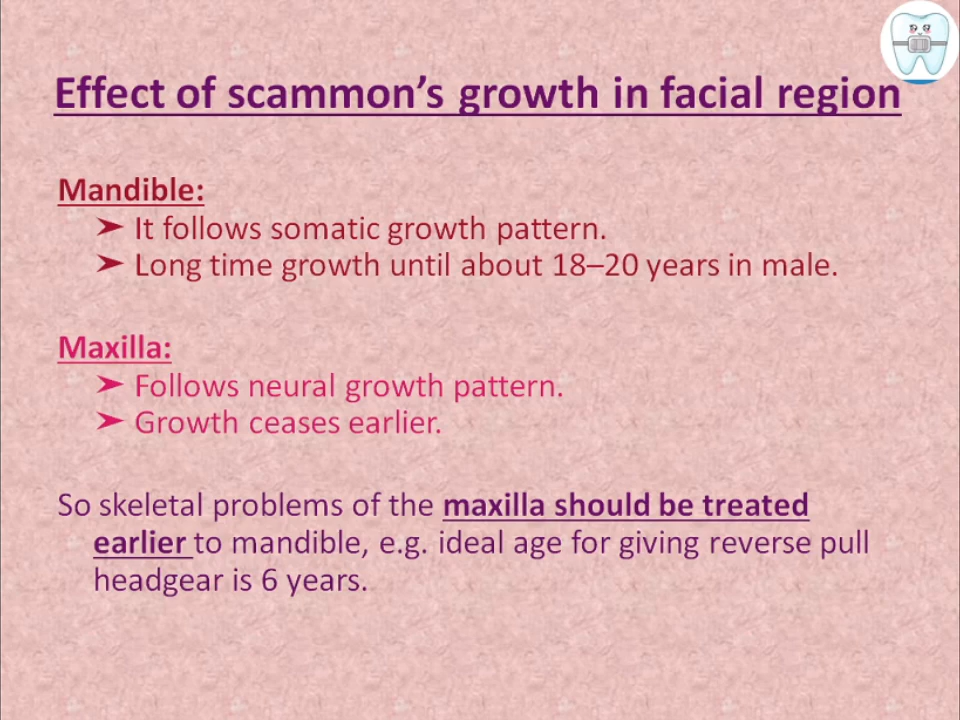 Effect of scammon's growth in facial region
Mandible:
➤ It follows somatic growth pattern.
➤ Long time growth until about 18–20 years in male.
Maxilla:
➤ Follows neural growth pattern.
➤ Growth ceases earlier.
So skeletal problems of the maxilla should be treated
earlier to mandible, e.g. ideal age for giving reverse pull
headgear is 6 years.